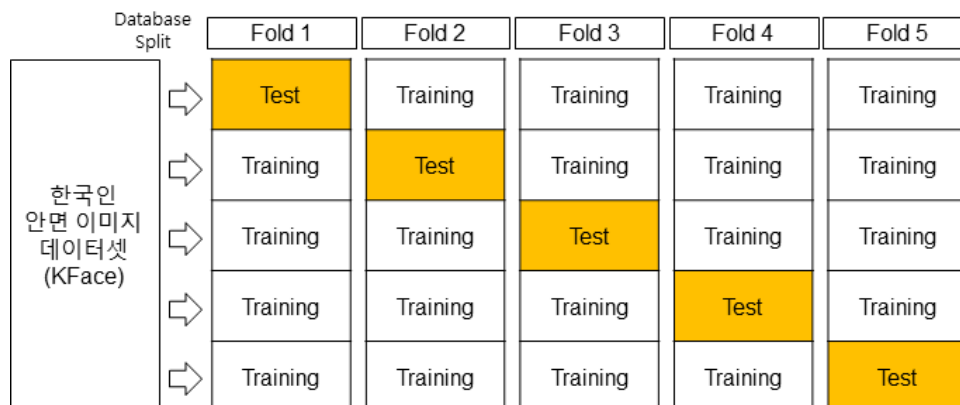 Database
Split
Fold 1
Fold 2
Fold 3
Fold 4
Fold 5
한국인
안면 이미지
데이터셋
(KFace)
Test
Training
Training
Training
Training
Training
Test
Training
Training
Training
Training
Training
Test
Training
Training
Training
Training
Training
Test
Training
Training
Training
Training
Training
Test